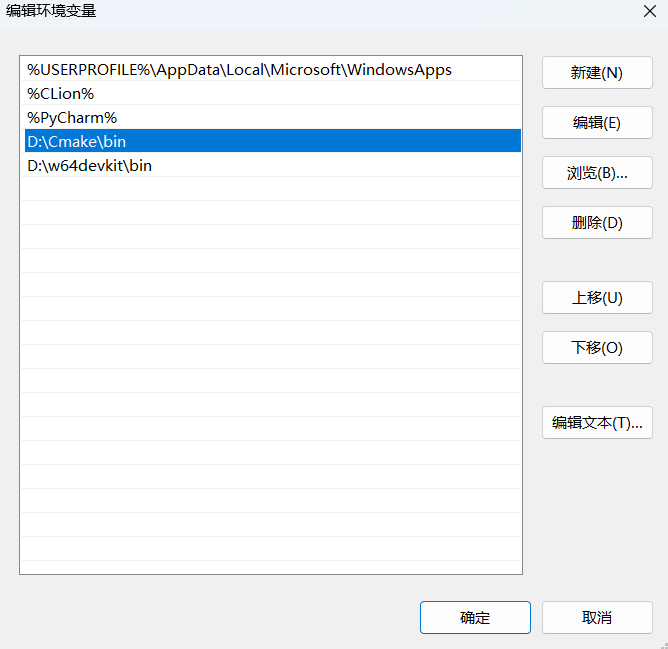 编辑环境变量
%USERPROFILE%\AppData\Local\Microsoft\WindowsApps
%CLion%
%PyCharm%
D:\Cmake\bin
D:\w64devkit\bin
新建(N)
编辑(E)
浏览(B)...
删除(D)
上移(U)
下移(O)
编辑文本(T)...
确定
取消